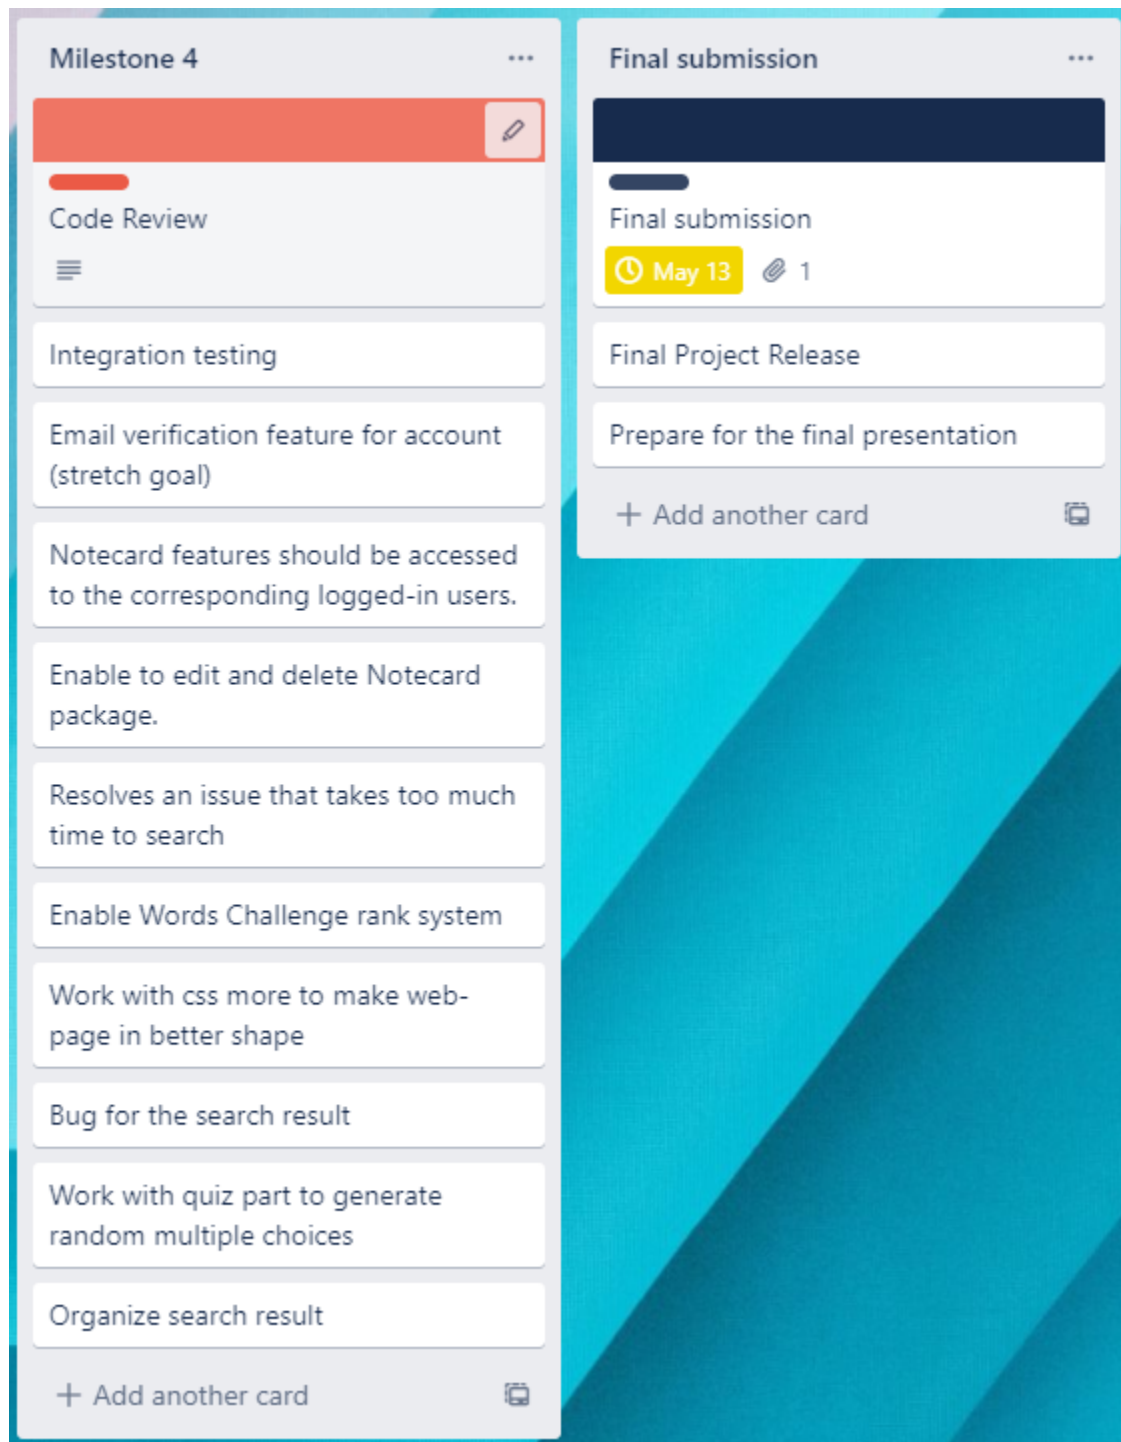 Milestone 4
Code Review
Integration testing
Email verification feature for account
(stretch goal)
Notecard features should be accessed
to the corresponding logged-in users.
Enable to edit and delete Notecard
package.
Resolves an issue that takes too much
time to search
Enable Words Challenge rank system
Work with css more to make web-
page in better shape
Bug for the search result
Work with quiz part to generate
random multiple choices
Organize search result
+ Add another card
Final submission
Final submission
May 13 1
Final Project Release
Prepare for the final presentation
+ Add another card